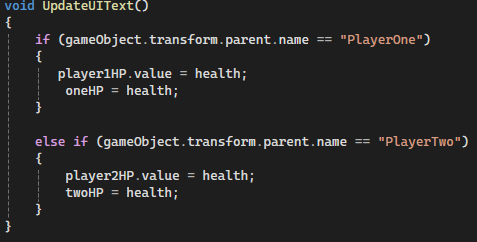 void UpdateUIText()
{
    if (gameObject.transform.parent.name == "PlayerOne")
    {
       player1HP.value = health;
        oneHP = health;
    }

    else if (gameObject.transform.parent.name == "PlayerTwo")
    {
        player2HP.value = health;
        twoHP = health;
    }
}